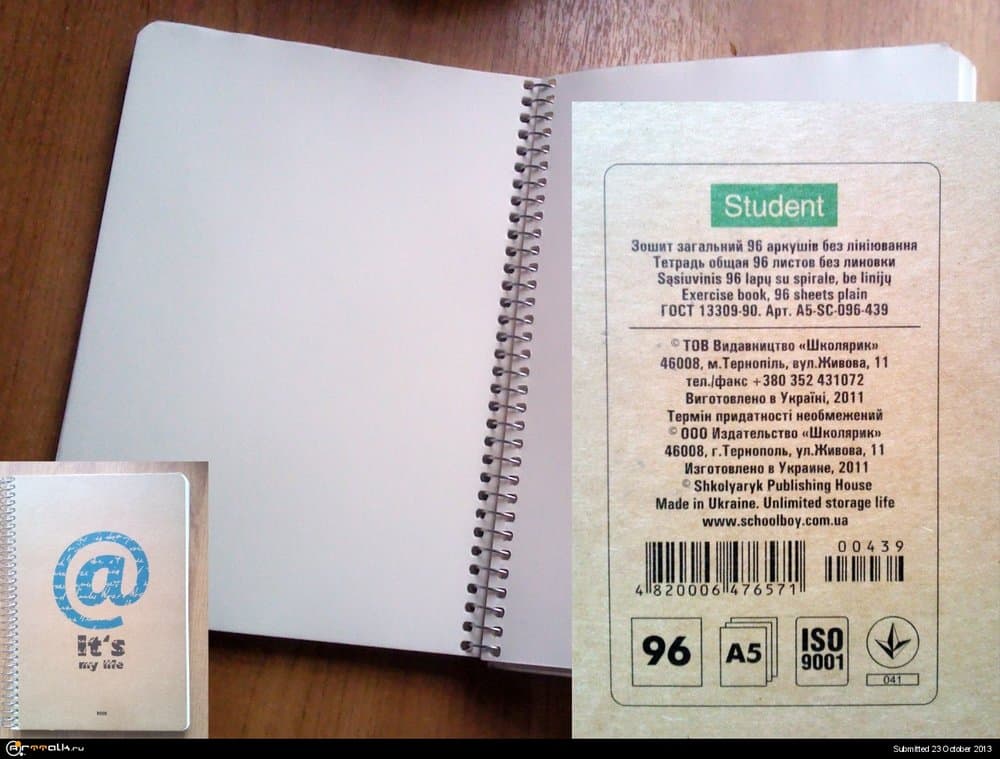 Student
Зошит загальний 96 аркушів без лініювання
Тетрадь общая 96 листов без линовки
Sąsiuvinis 96 lapų su spirale, be linijų
Exercise book, 96 sheets plain
ГОСТ 13309-90. Арт. А5-SC-096-439
© ТОВ Видавництво «Школярик»
46008, м.Тернопіль, вул.Живова, 11
тел./факс +380 352 431072
Виготовлено в Україні, 2011
Термін придатності необмежений
© ООО Издательство «Школярик»
46008, г.Тернополь, ул.Живова, 11
Изготовлено в Украине, 2011
© Shkolyaryk Publishing House
Made in Ukraine. Unlimited storage life
www.schoolboy.com.ua
00439
4 820006 476571
96
A5
ISO
9001
041
@
it's
my life
ArtTalk.ru
Submitted 23 October 2013